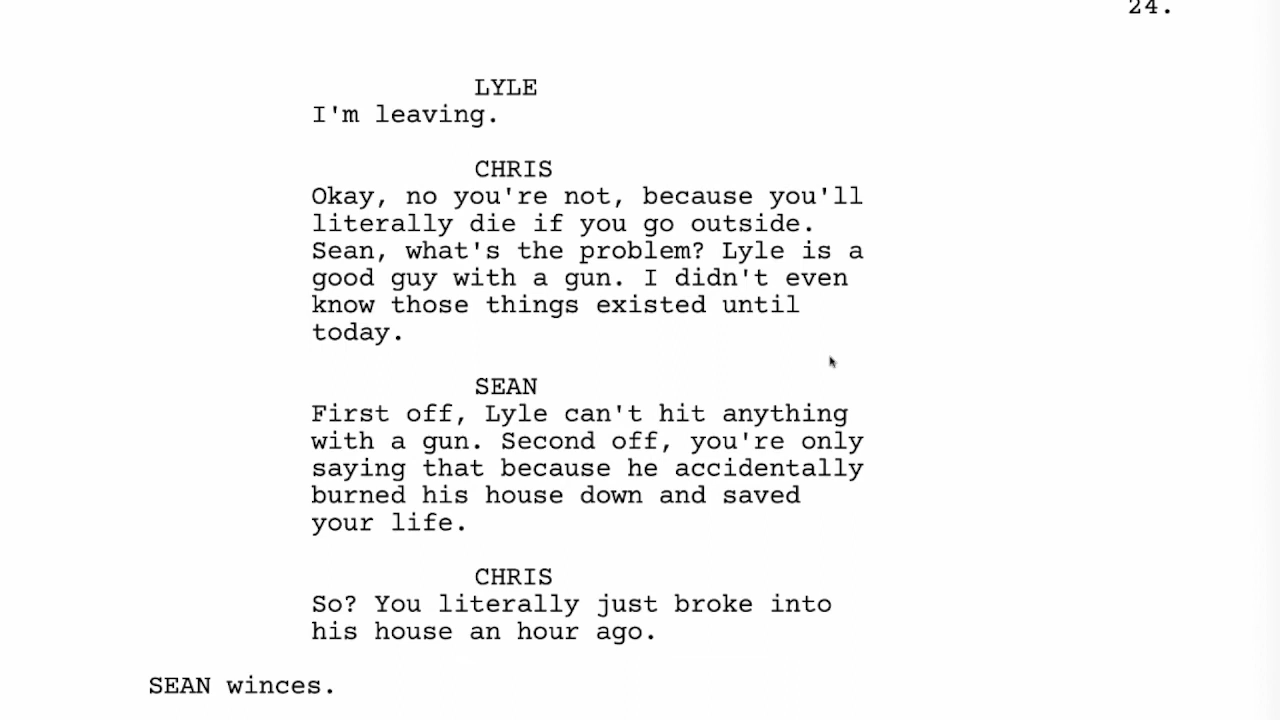 24.
LYLE
I'm leaving.
CHRIS
Okay, no you're not, because you'll
literally die if you go outside.
Sean, what's the problem? Lyle is a
good guy with a gun. I didn't even
know those things existed until
today.
SEAN
First off, Lyle can't hit anything
with a gun. Second off, you're only
saying that because he accidentally
burned his house down and saved
your life.
CHRIS
So? You literally just broke into
his house an hour ago.
SEAN winces.